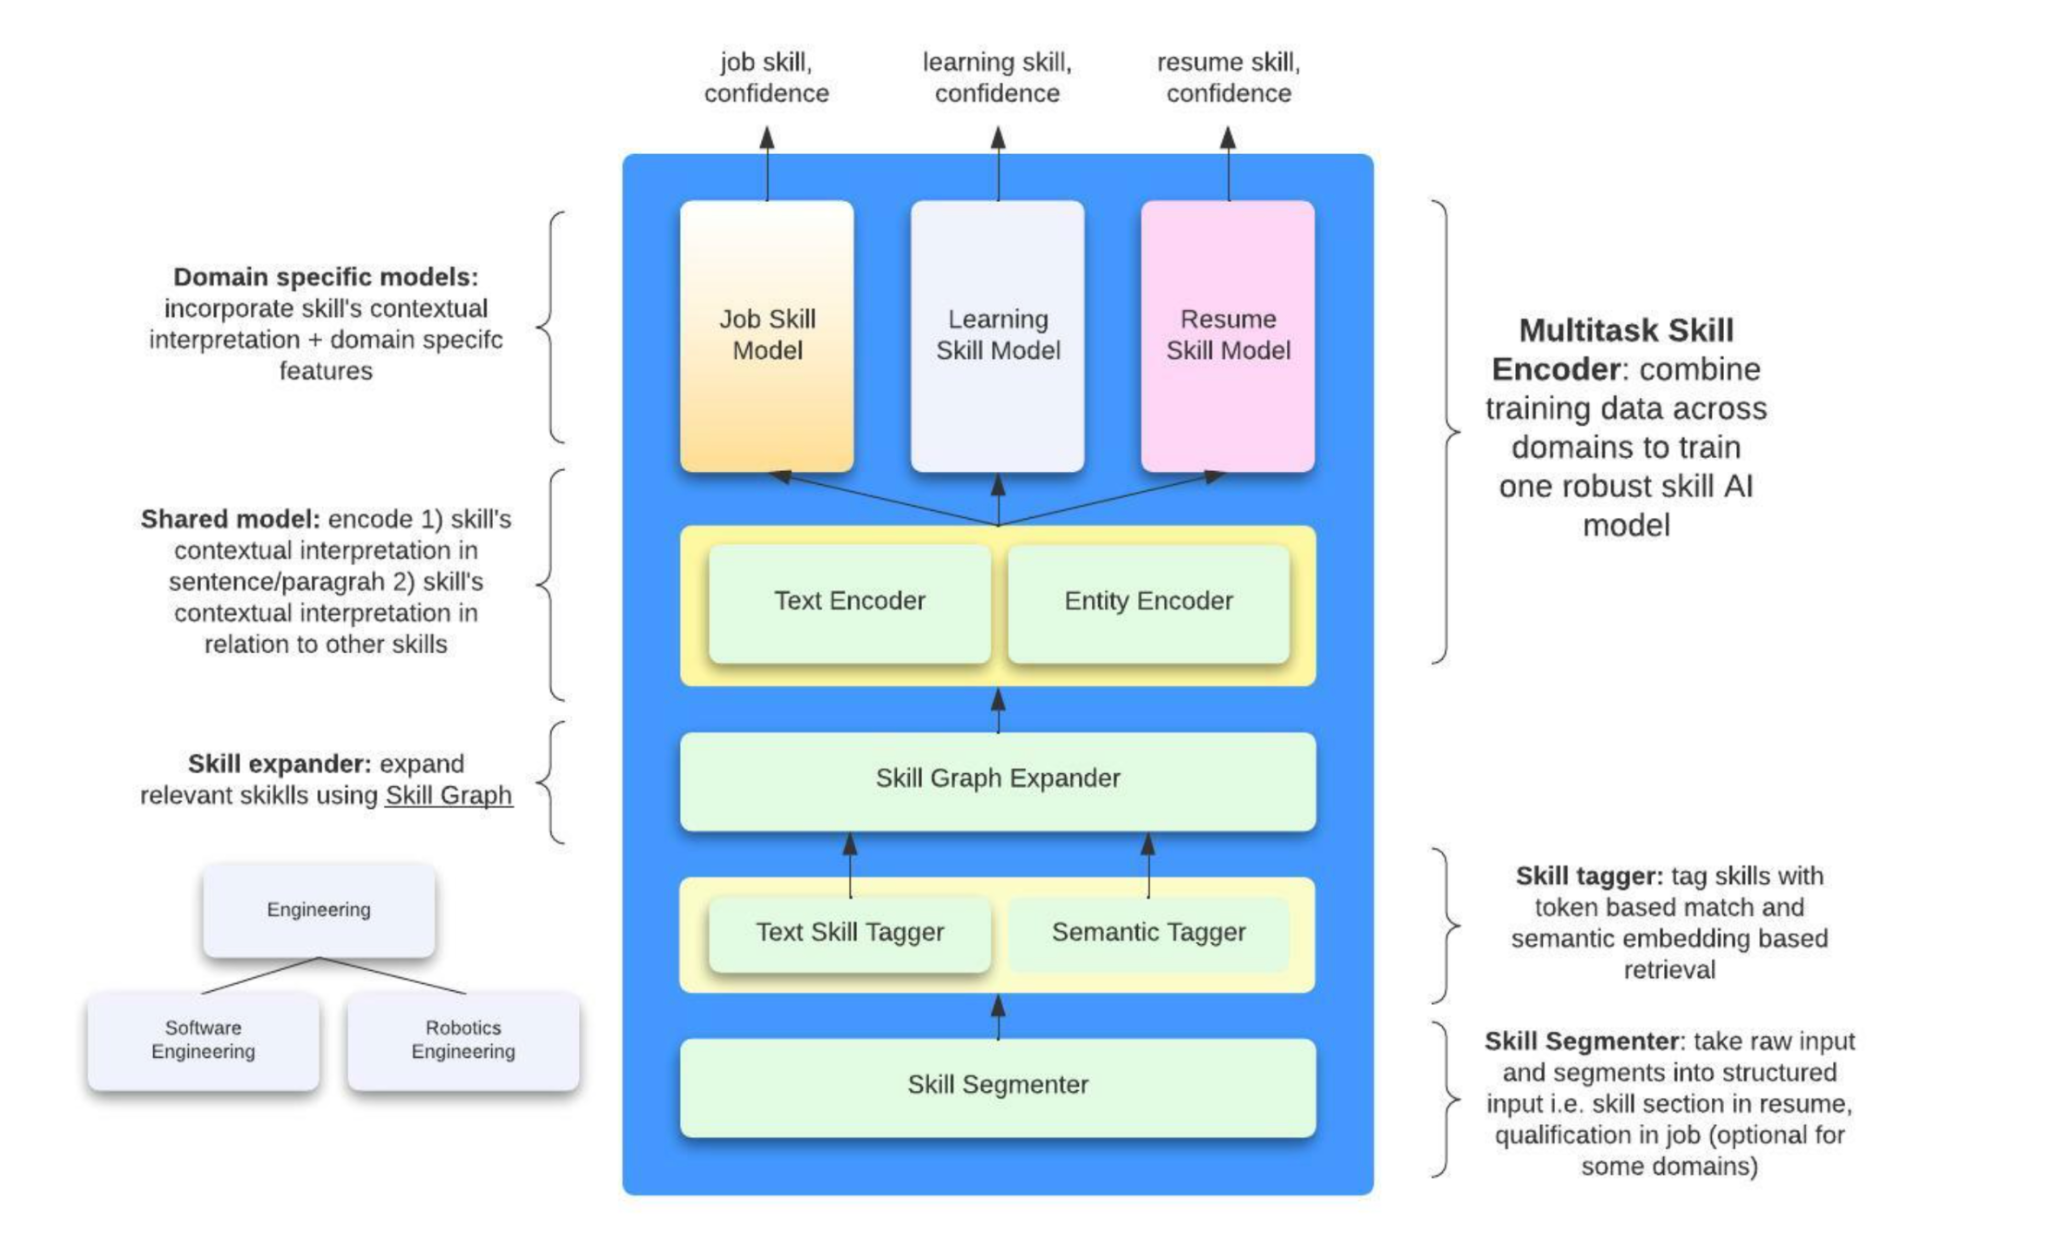 job skill,
confidence
learning skill,
confidence
resume skill,
confidence
Domain specific models:
incorporate skill's contextual
interpretation + domain specifc
features
Job Skill
Model
Learning
Skill Model
Resume
Skill Model
Multitask Skill
Encoder: combine
training data across
domains to train
one robust skill AI
model
Shared model: encode 1) skill's
contextual interpretation in
sentence/paragrah 2) skill's
contextual interpretation in
relation to other skills
Text Encoder
Entity Encoder
Skill expander: expand
relevant skiklls using Skill Graph
Skill Graph Expander
Engineering
Software
Engineering
Robotics
Engineering
Text Skill Tagger
Semantic Tagger
Skill tagger: tag skills with
token based match and
semantic embedding based
retrieval
Skill Segmenter
Skill Segmenter: take raw input
and segments into structured
input i.e. skill section in resume,
qualification in job (optional for
some domains)